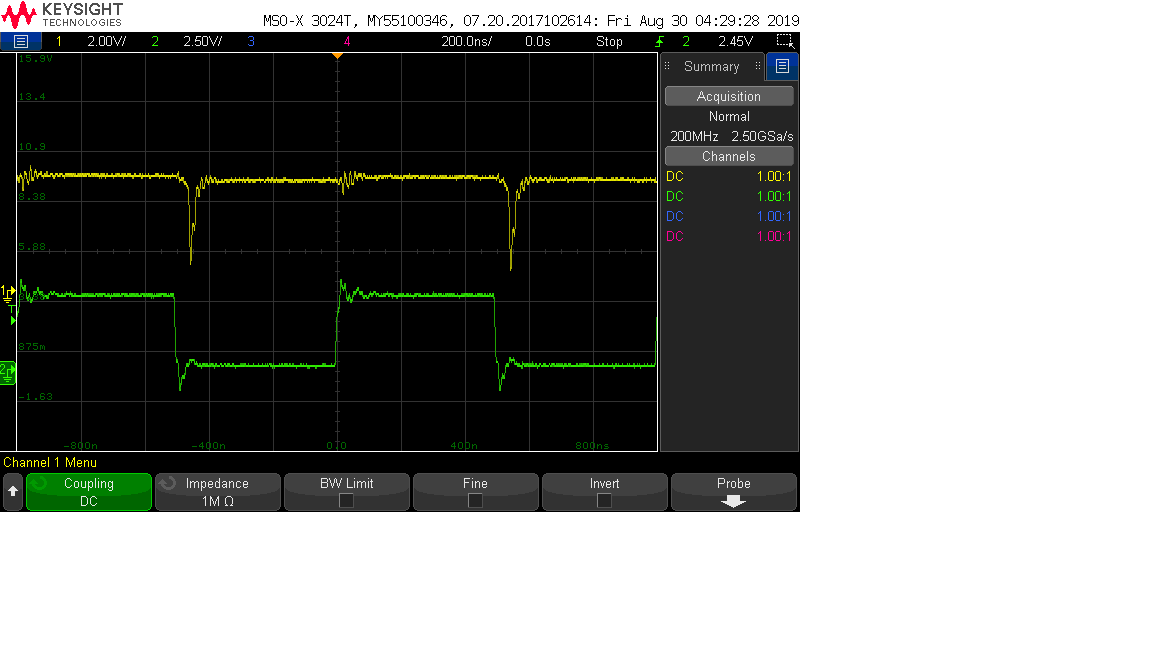 KEYSIGHT
TECHNOLOGIES
MSO-X 3024T, MY55100346, 07.20.2017102614: Fri Aug 30 04:29:28 2019
1 2.00V/ 2 2.50V/ 3 4 200.0ns/ 0.0s Stop 2 2.45V
15.9V
13.4
10.9
8.38
5.88
875m
-1.63
-800n -400n 0.0 400n 800ns
1
T
2
Summary
Acquisition
Normal
200MHz 2.50GSa/s
Channels
DC 1.00:1
DC 1.00:1
DC 1.00:1
DC 1.00:1
Channel 1 Menu
Coupling
DC
Impedance
1M Ω
BW Limit
Fine
Invert
Probe